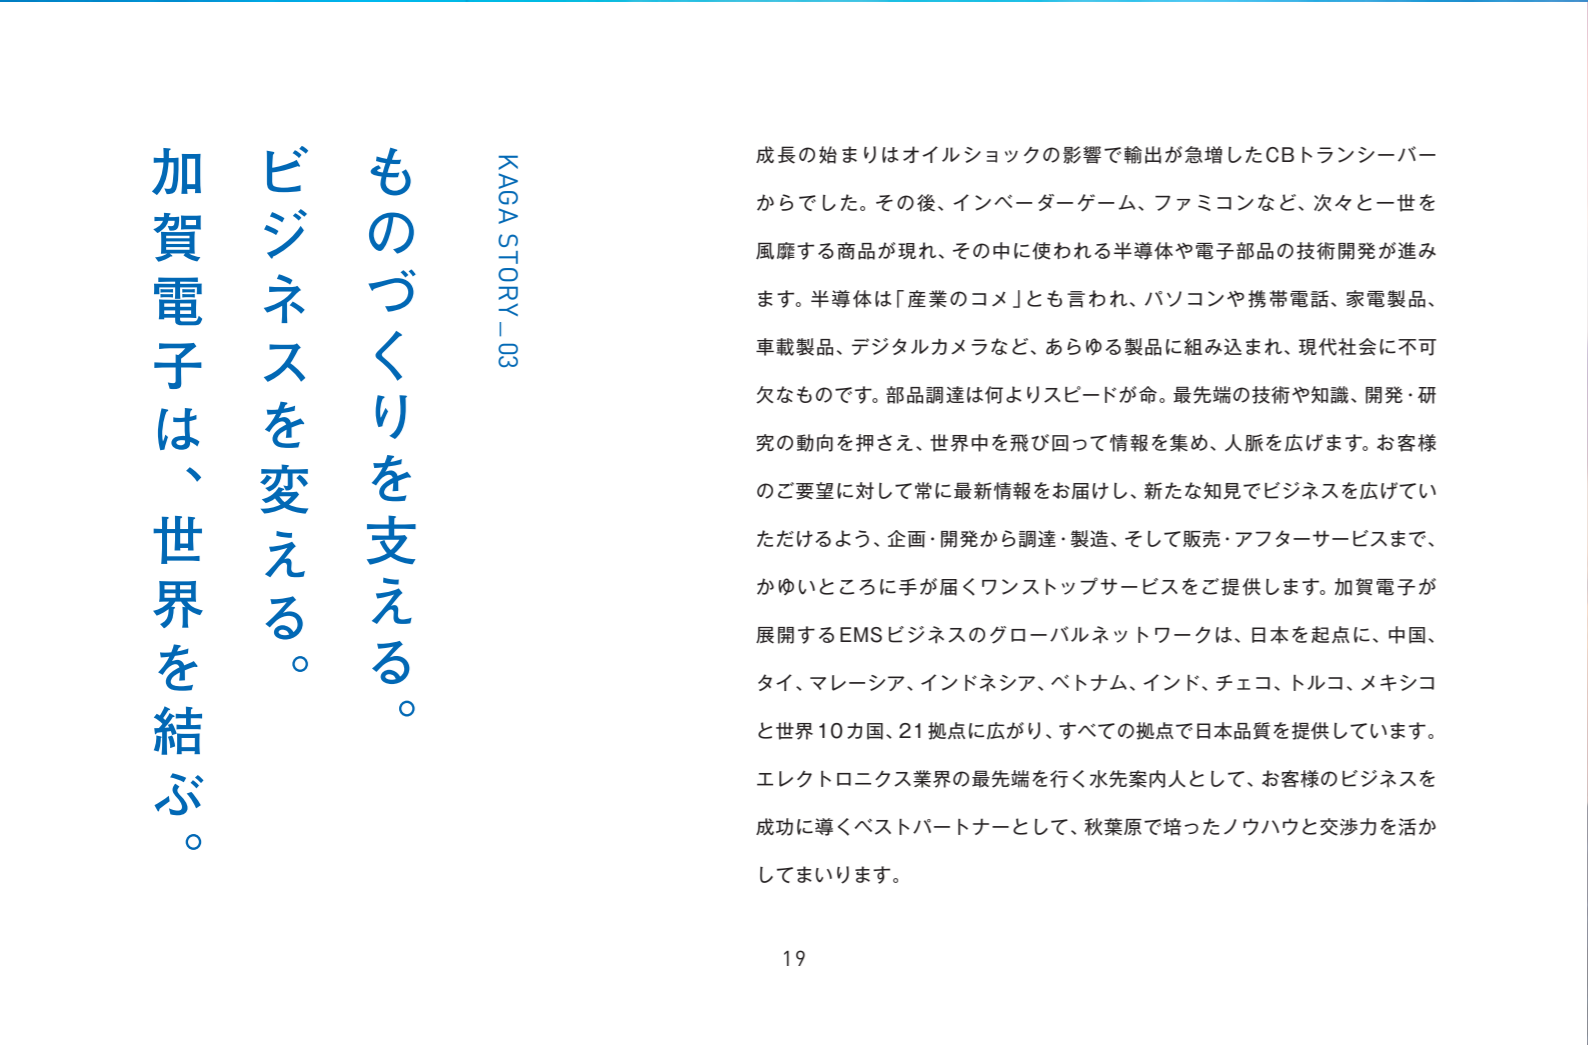 KAGA STORY_03
ものづくりを支える。
ビジネスを変える。
加賀電子は、世界を結ぶ。
成長の始まりはオイルショックの影響で輸出が急増したCBトランシーバー
からでした。その後、インベーダーゲーム、ファミコンなど、次々と一世を
風靡する商品が現れ、その中に使われる半導体や電子部品の技術開発が進み
ます。半導体は「産業のコメ」とも言われ、パソコンや携帯電話、家電製品、
車載製品、デジタルカメラなど、あらゆる製品に組み込まれ、現代社会に不可
欠なものです。部品調達は何よりスピードが命。最先端の技術や知識、開発・研
究の動向を押さえ、世界中を飛び回って情報を集め、人脈を広げます。お客様
のご要望に対して常に最新情報をお届けし、新たな知見でビジネスを広げてい
ただけるよう、企画・開発から調達・製造、そして販売・アフターサービスまで、
かゆいところに手が届くワンストップサービスをご提供します。加賀電子が
展開するEMSビジネスのグローバルネットワークは、日本を起点に、中国、
タイ、マレーシア、インドネシア、ベトナム、インド、チェコ、トルコ、メキシコ
と世界10カ国、21拠点に広がり、すべての拠点で日本品質を提供しています。
エレクトロニクス業界の最先端を行く水先案内人として、お客様のビジネスを
成功に導くベストパートナーとして、秋葉原で培ったノウハウと交渉力を活か
してまいります。
19